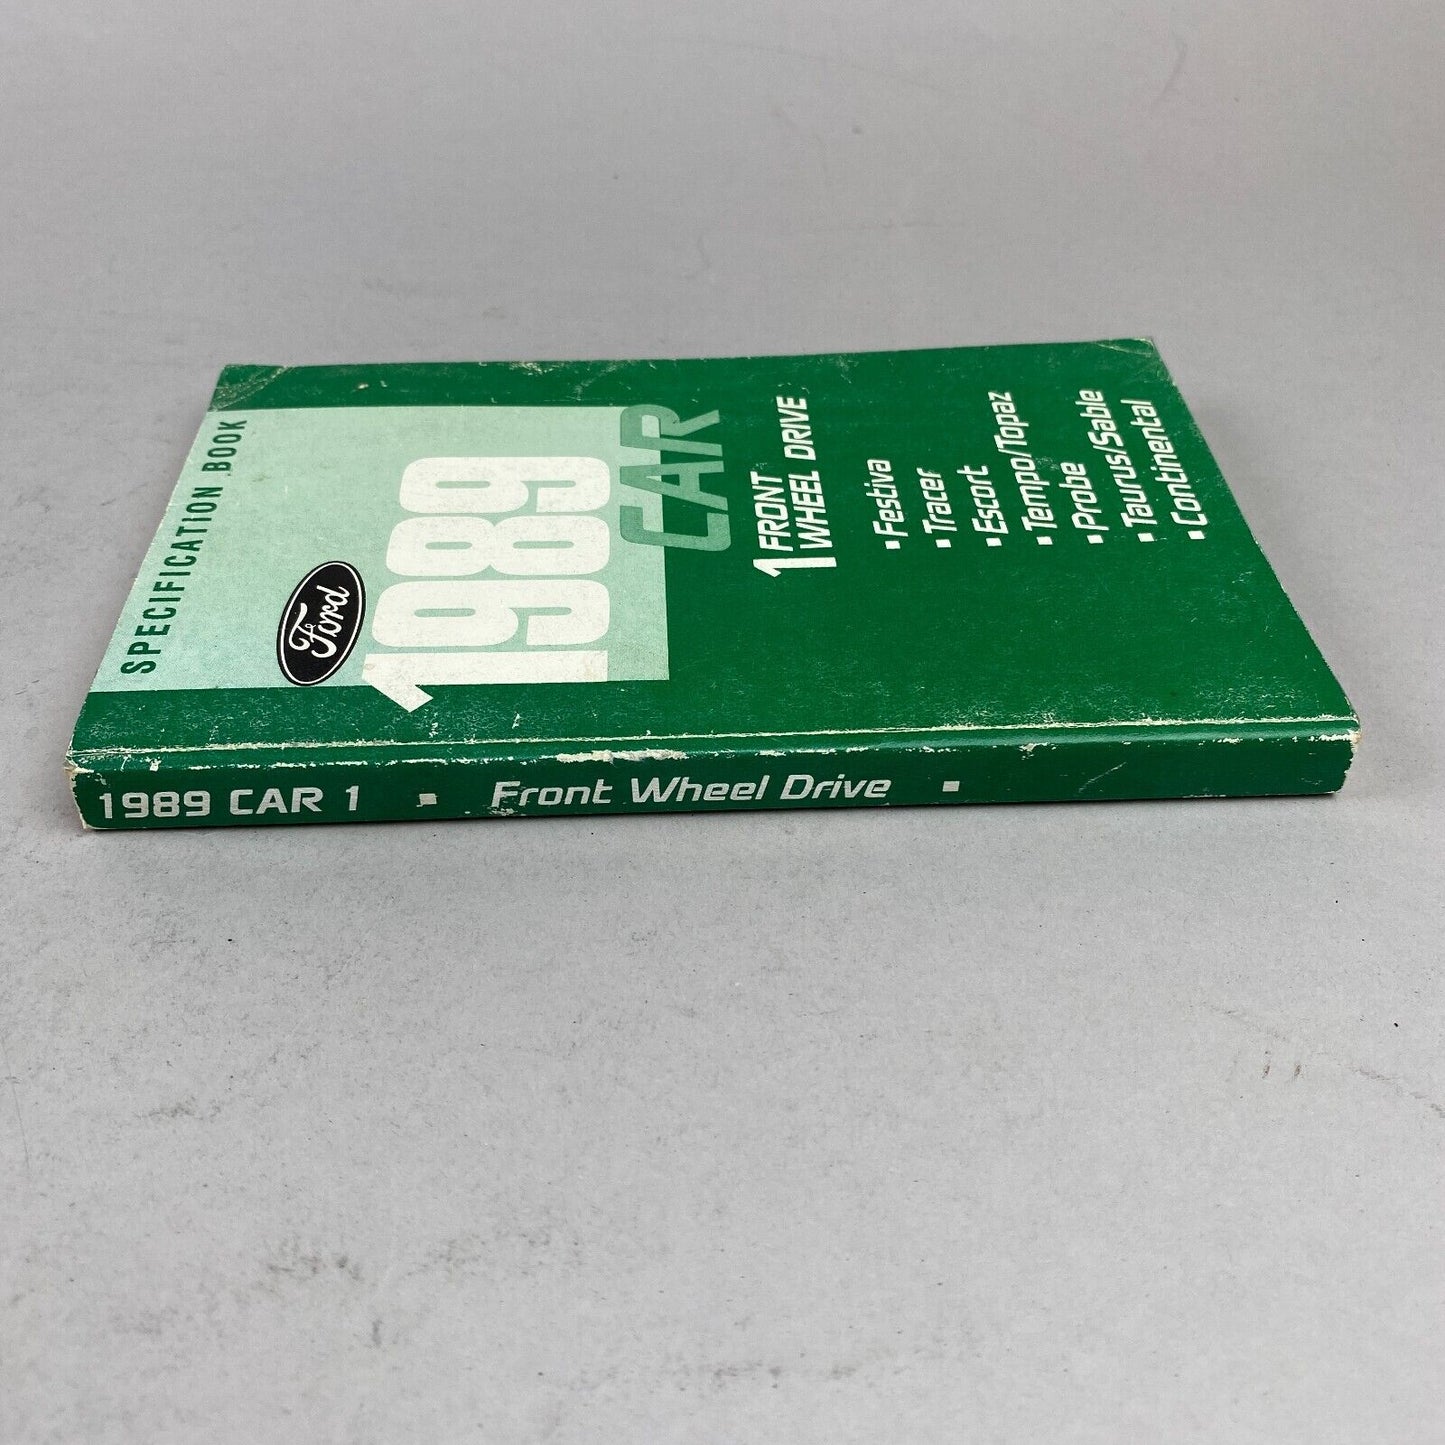 SPECIFICATION BOOK
Ford
1989
CAR
1 FRONT
WHEEL DRIVE
▪ Festiva
▪ Tracer
▪ Escort
▪ Tempo/Topaz
▪ Probe
▪ Taurus/Sable
▪ Continental
1989 CAR 1 ▪ Front Wheel Drive ▪